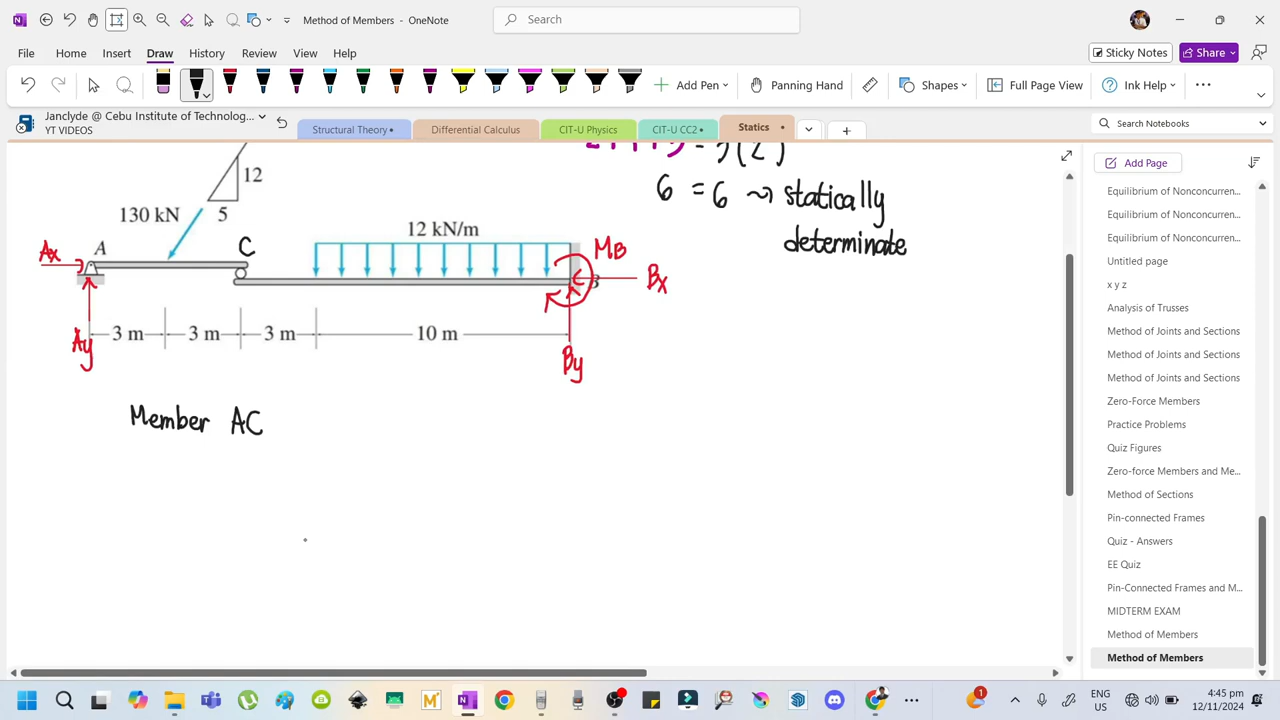 Method of Members - OneNote
Search
File Home Insert Draw History Review View Help
Sticky Notes
Share
Add Pen
Panning Hand
Shapes
Full Page View
Ink Help
Janclyde @ Cebu Institute of Technolog...
YT VIDEOS
Structural Theory
Differential Calculus
CIT-U Physics
CIT-U CC2
Statics
Search Notebooks
Add Page
6 = 6 ⤳ statically
determinate
12
5
130 kN
12 kN/m
Ax
A
C
MB
Bx
B
3 m
3 m
3 m
10 m
Ay
By
Member AC
Equilibrium of Nonconcurren...
Equilibrium of Nonconcurren...
Equilibrium of Nonconcurren...
Untitled page
x y z
Analysis of Trusses
Method of Joints and Sections
Method of Joints and Sections
Method of Joints and Sections
Zero-Force Members
Practice Problems
Quiz Figures
Zero-force Members and Me...
Method of Sections
Pin-connected Frames
Quiz - Answers
EE Quiz
Pin-Connected Frames and M...
MIDTERM EXAM
Method of Members
Method of Members
1
ENG
US
4:45 pm
12/11/2024